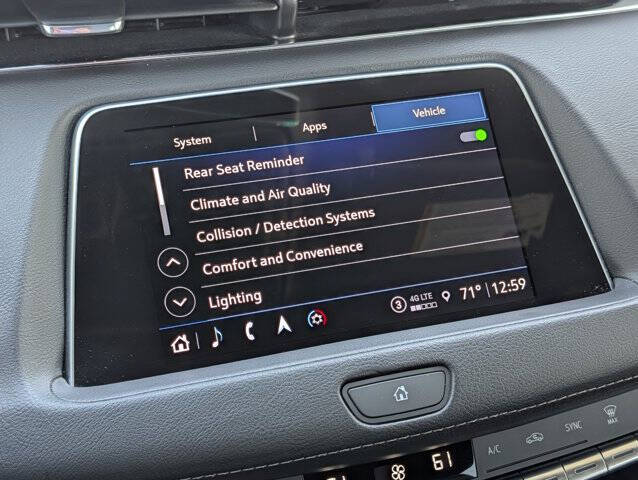 System | Apps | Vehicle
Rear Seat Reminder
Climate and Air Quality
Collision / Detection Systems
Comfort and Convenience
Lighting
3 4G LTE 71° | 12:59
A/C SYNC MAX
61